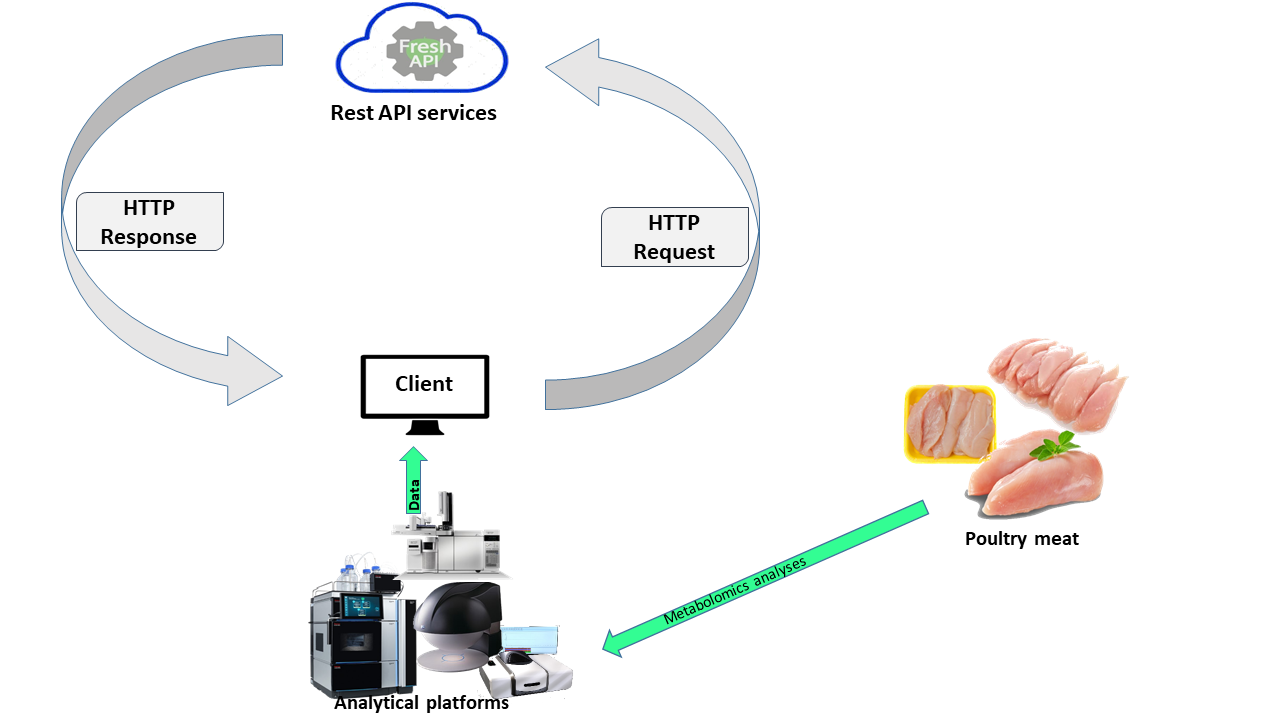 Fresh
API
Rest API services
HTTP
Response
HTTP
Request
Client
Data
Metabolomics analyses
Poultry meat
Analytical platforms